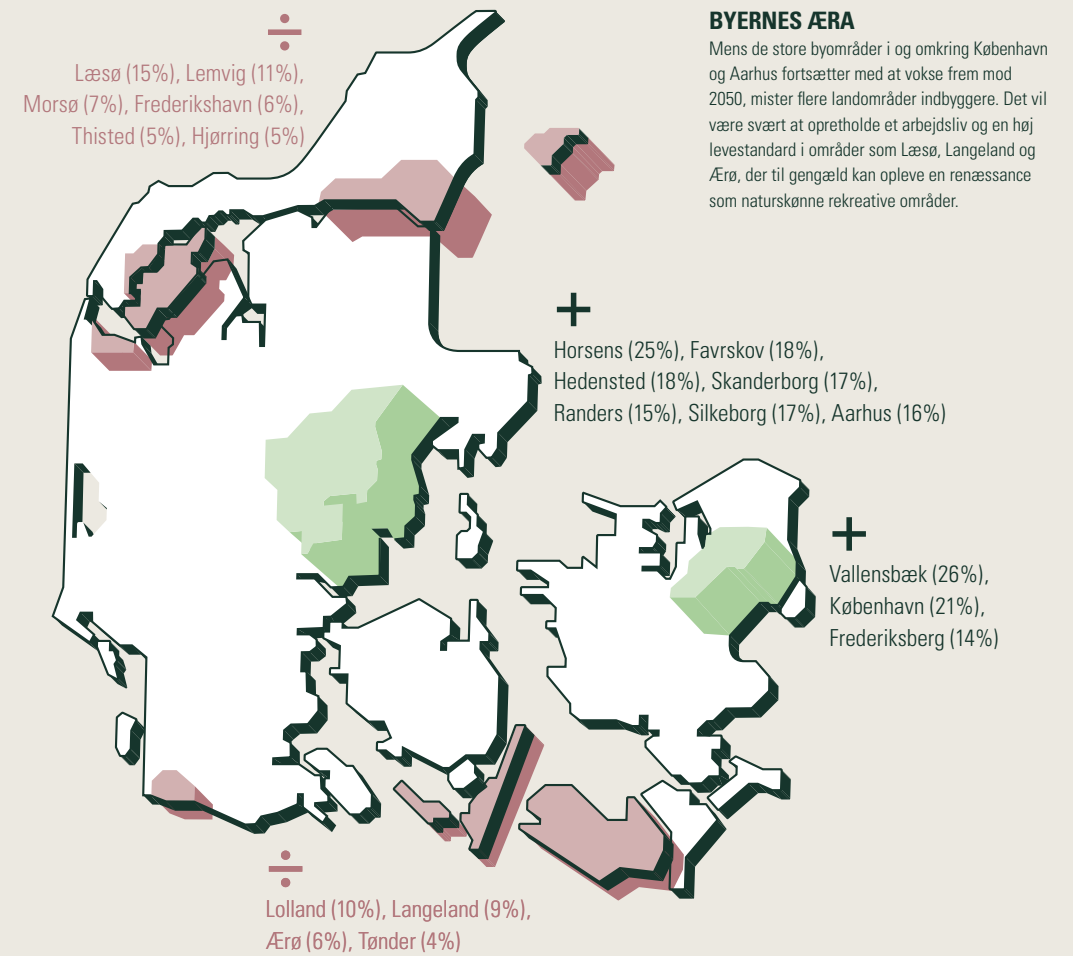 BYERNES ÆRA
Mens de store byområder i og omkring København
og Aarhus fortsætter med at vokse frem mod
2050, mister flere landområder indbyggere. Det vil
være svært at opretholde et arbejdsliv og en høj
levestandard i områder som Læsø, Langeland og
Ærø, der til gengæld kan opleve en renæssance
som naturskønne rekreative områder.
÷
Læsø (15%), Lemvig (11%),
Morsø (7%), Frederikshavn (6%),
Thisted (5%), Hjørring (5%)
+
Horsens (25%), Favrskov (18%),
Hedensted (18%), Skanderborg (17%),
Randers (15%), Silkeborg (17%), Aarhus (16%)
+
Vallensbæk (26%),
København (21%),
Frederiksberg (14%)
÷
Lolland (10%), Langeland (9%),
Ærø (6%), Tønder (4%)